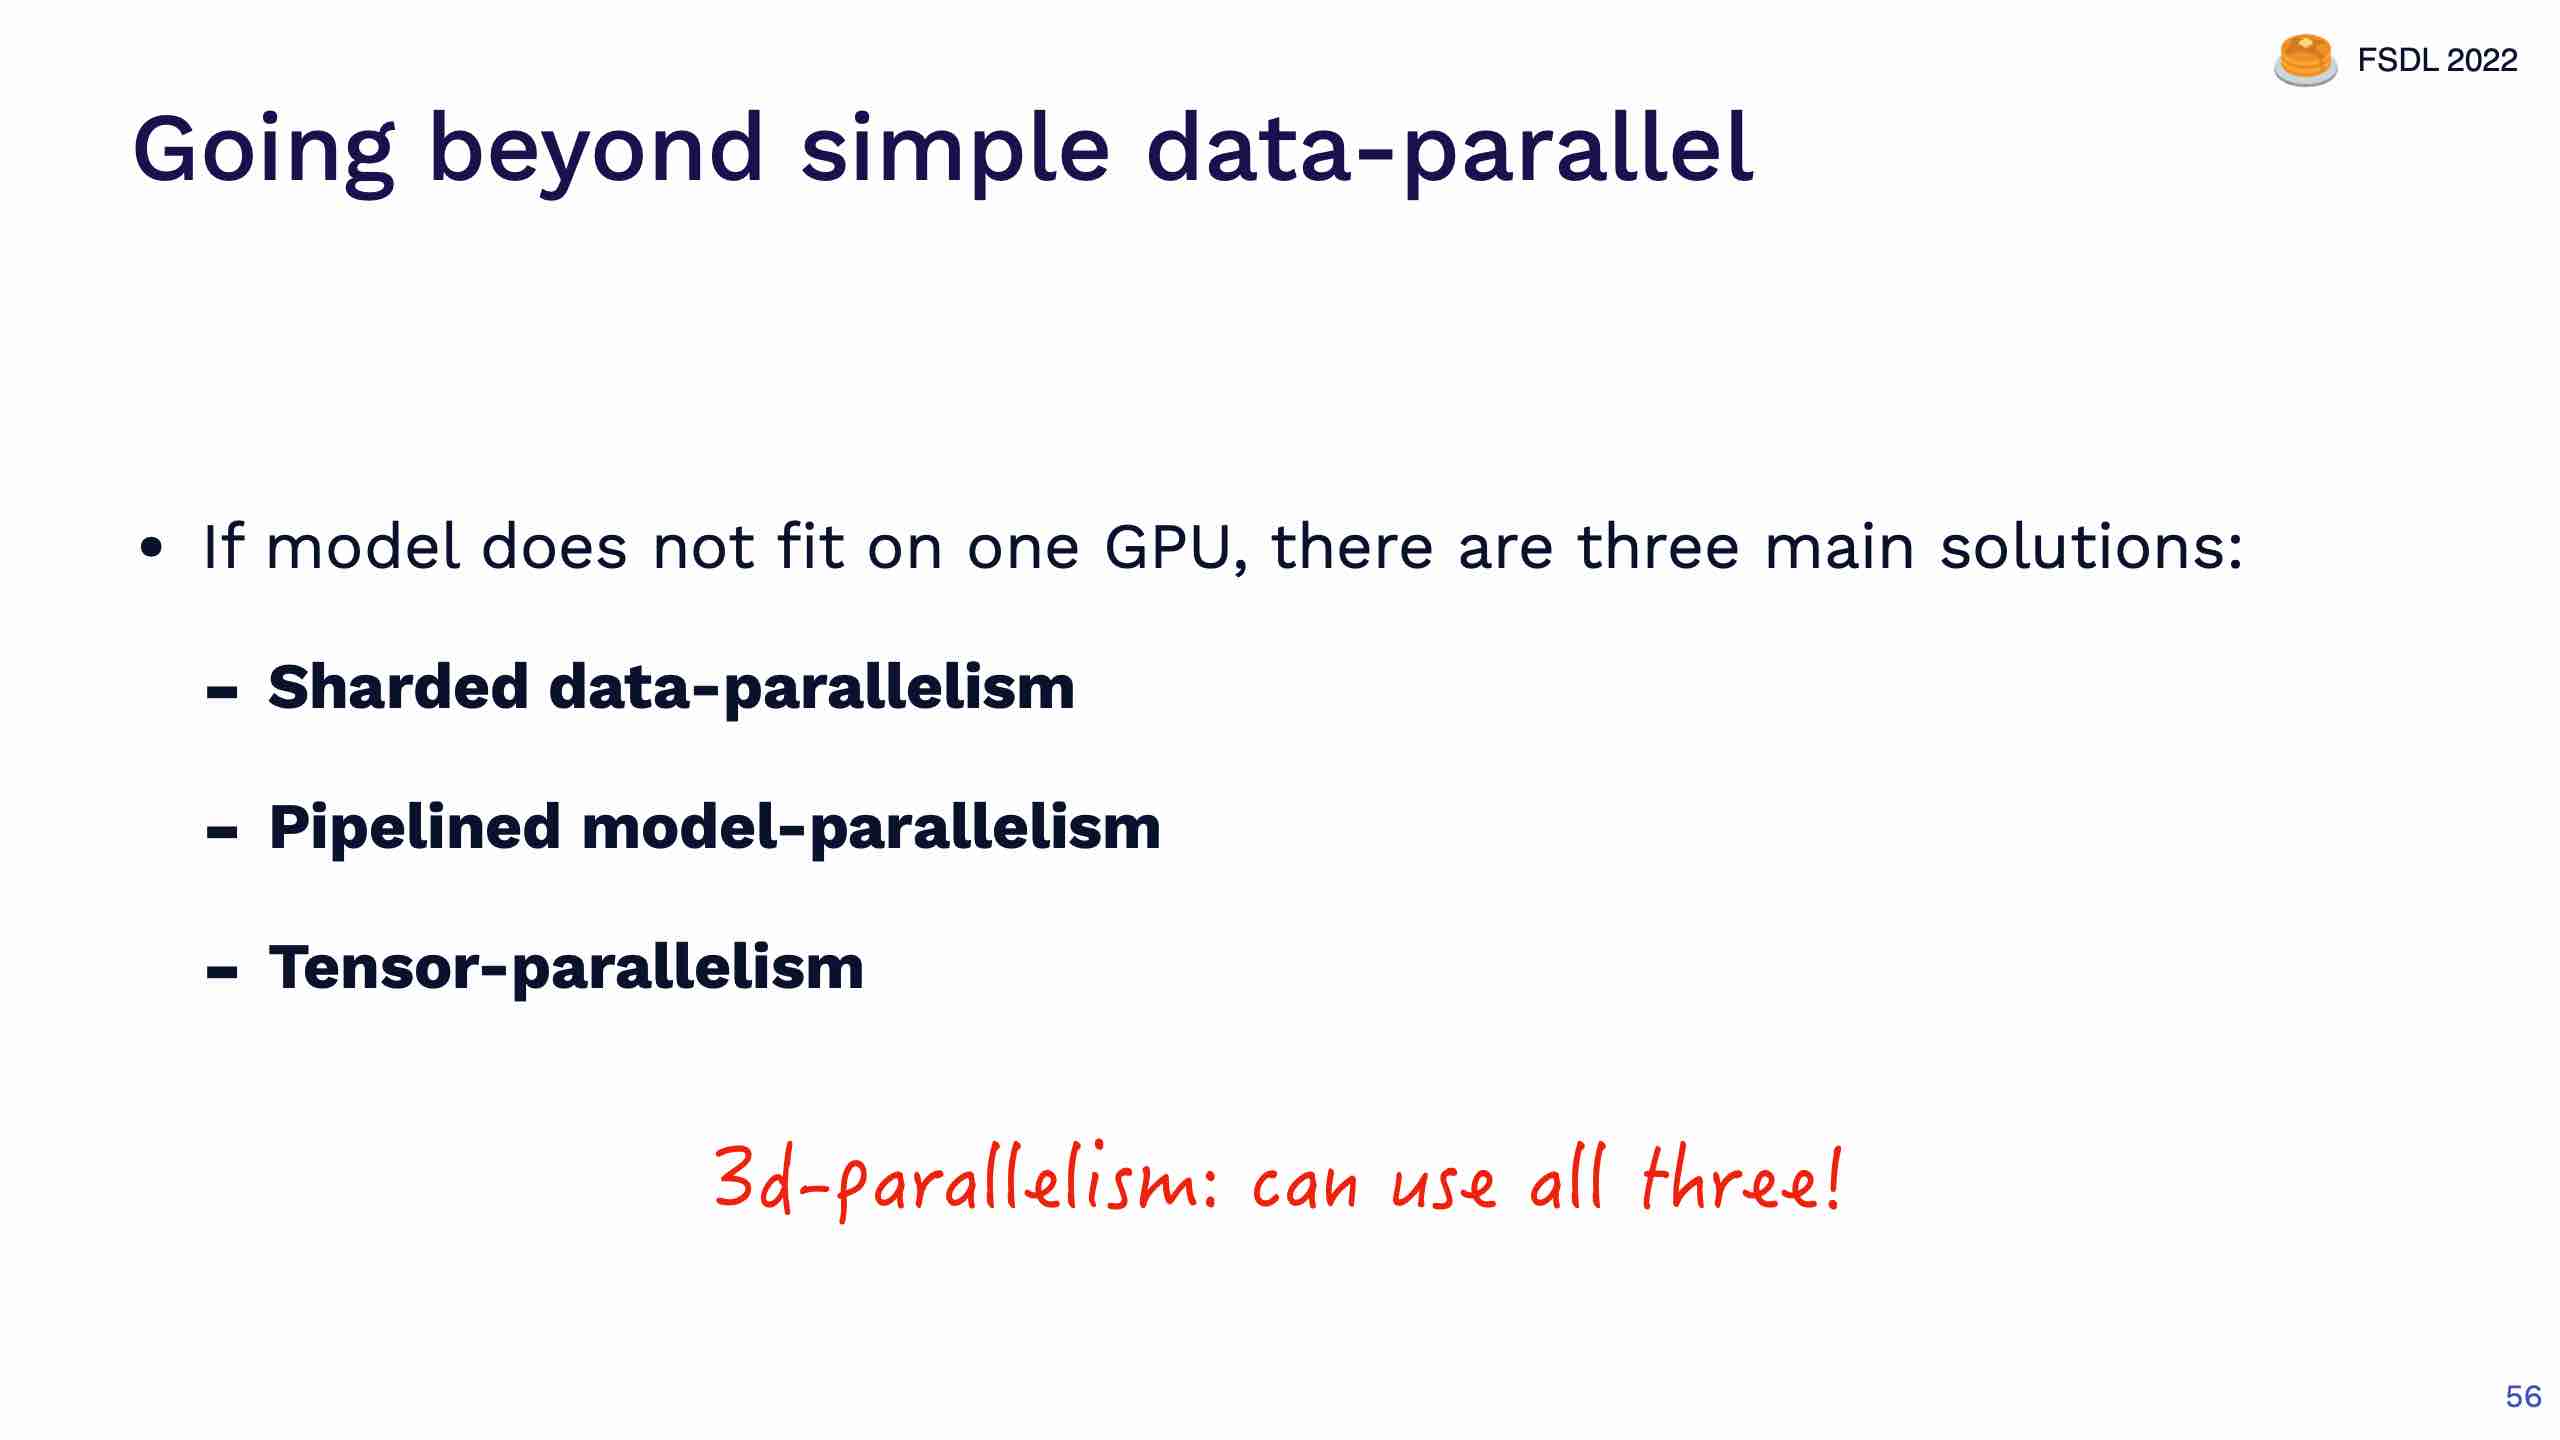 FSDL 2022
Going beyond simple data-parallel
• If model does not fit on one GPU, there are three main solutions:
- Sharded data-parallelism
- Pipelined model-parallelism
- Tensor-parallelism
3d-parallelism: can use all three!
56